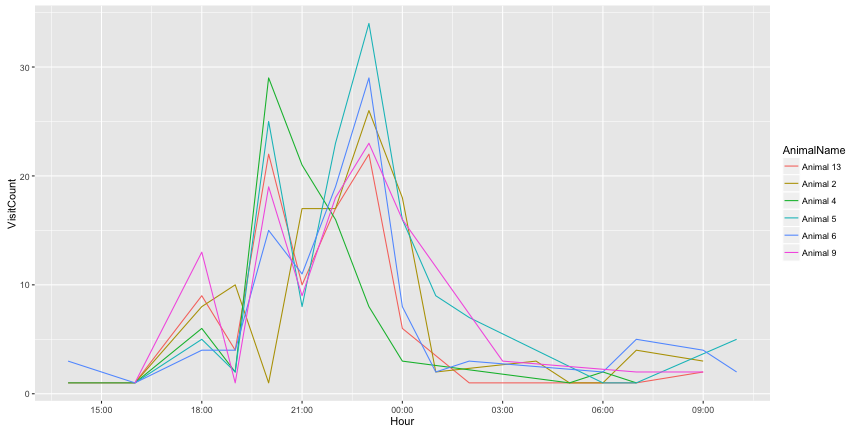 VisitCount
30
20
10
0
15:00
18:00
21:00
00:00
03:00
06:00
09:00
Hour
AnimalName
Animal 13
Animal 2
Animal 4
Animal 5
Animal 6
Animal 9